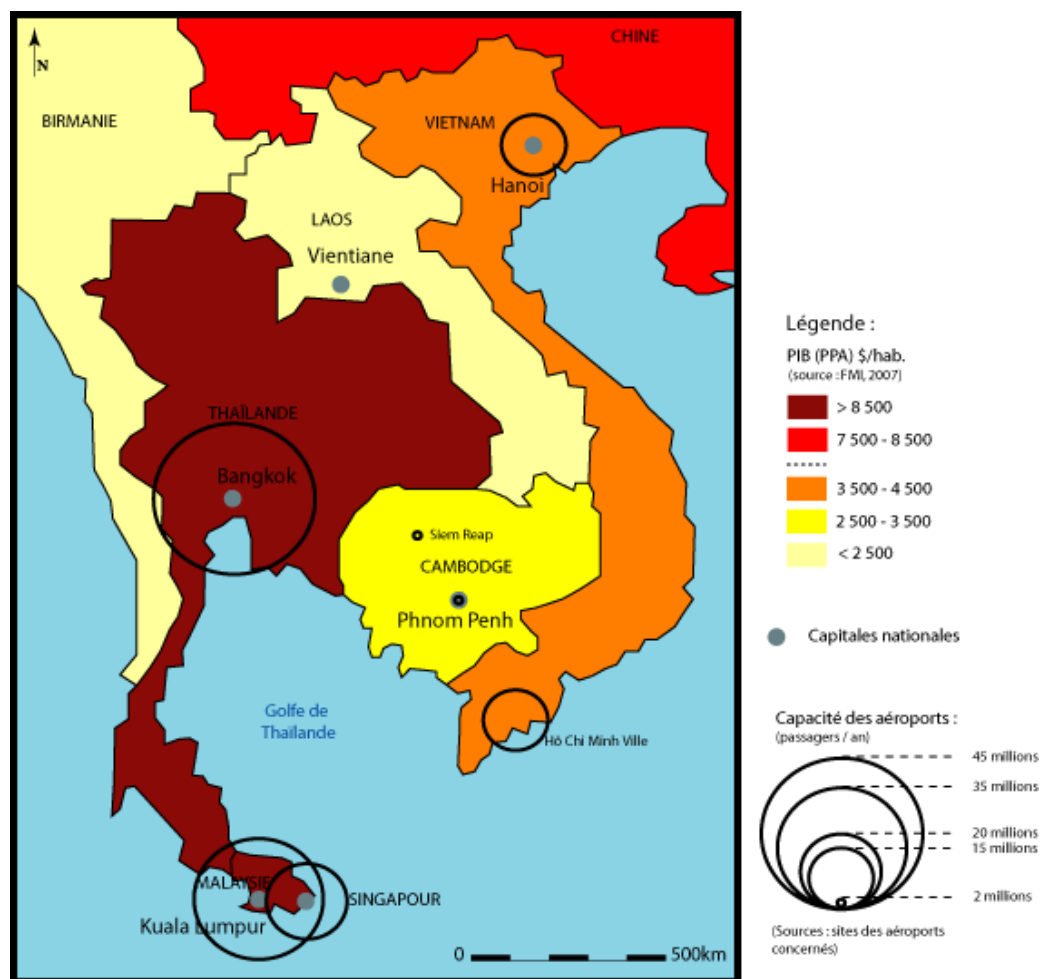 N
CHINE
BIRMANIE
VIETNAM
Hanoi
LAOS
Vientiane
THAÏLANDE
Bangkok
Siem Reap
CAMBODGE
Phnom Penh
Golfe de
Thaïlande
Hô Chi Minh Ville
MALAYSIE
SINGAPOUR
Kuala Lumpur
0 500km
Légende :
PIB (PPA) $/hab.
(source : FMI, 2007)
> 8 500
7 500 - 8 500
3 500 - 4 500
2 500 - 3 500
< 2 500
Capitales nationales
Capacité des aéroports :
(passagers / an)
45 millions
35 millions
20 millions
15 millions
2 millions
(Sources : sites des aéroports
concernés)